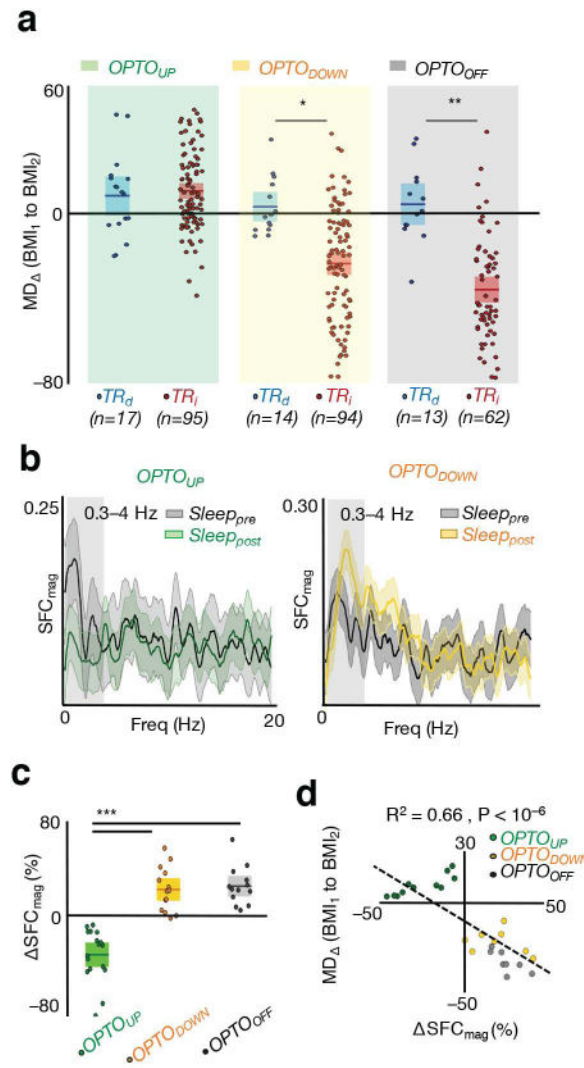 a
OPTO_UP OPTO_DOWN OPTO_OFF
60
* **
0
MD_Δ (BMI_1 to BMI_2)
−80
TR_d TR_i TR_d TR_i TR_d TR_i
(n=17) (n=95) (n=14) (n=94) (n=13) (n=62)
b
OPTO_UP OPTO_DOWN
0.25 0.3–4 Hz Sleep_pre 0.30 0.3–4 Hz Sleep_pre
Sleep_post Sleep_post
SFC_mag SFC_mag
0 20 0
Freq (Hz) Freq (Hz)
c
80
***
ΔSFC_mag (%)
0
−80
OPTO_UP OPTO_DOWN OPTO_OFF
d
R² = 0.66 , P < 10⁻⁶
30
OPTO_UP
OPTO_DOWN
OPTO_OFF
MD_Δ (BMI_1 to BMI_2)
−50 50
−50
ΔSFC_mag (%)